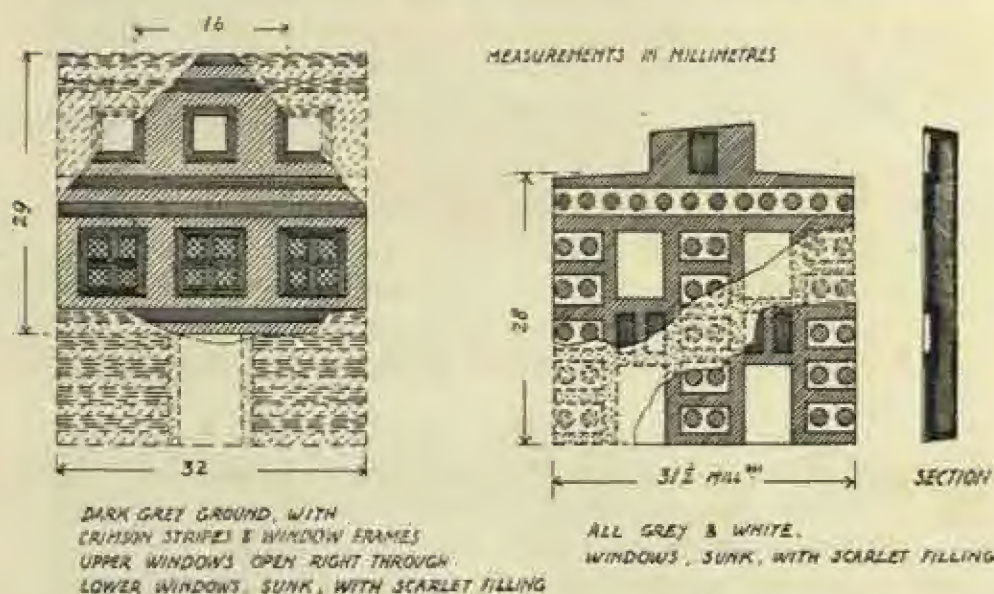 16
MEASUREMENTS IN MILLIMETRES
29
28
32
31½ MILL
SECTION
DARK GREY GROUND, WITH
CRIMSON STRIPES & WINDOW FRAMES
UPPER WINDOWS OPEN RIGHT THROUGH
LOWER WINDOWS, SUNK, WITH SCARLET FILLING
ALL GREY & WHITE.
WINDOWS, SUNK, WITH SCARLET FILLING